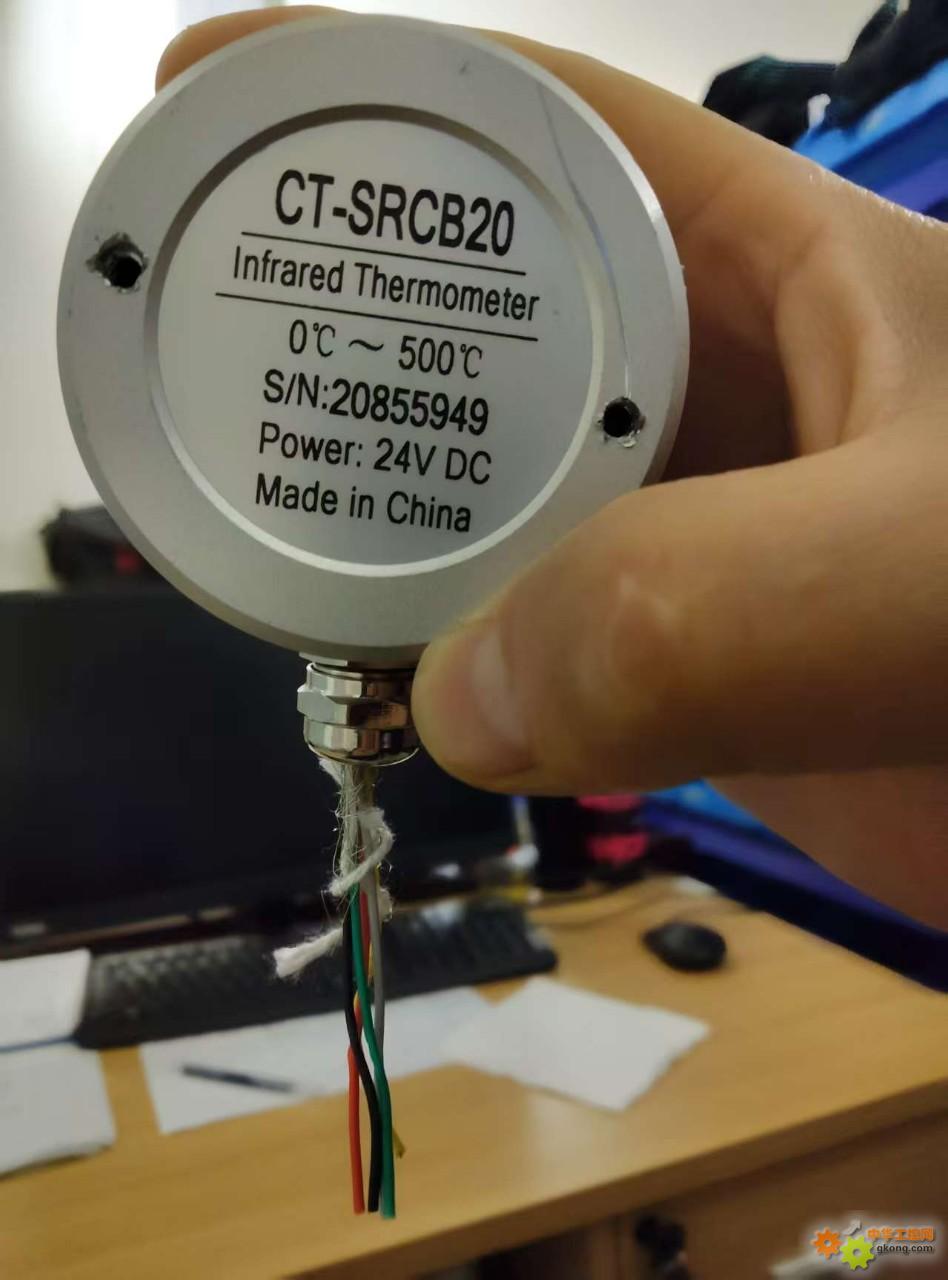 CT-SRCB20
Infrared Thermometer
0℃ ~ 500℃
S/N:20855949
Power: 24V DC
Made in China
中华工控网
gkong.com